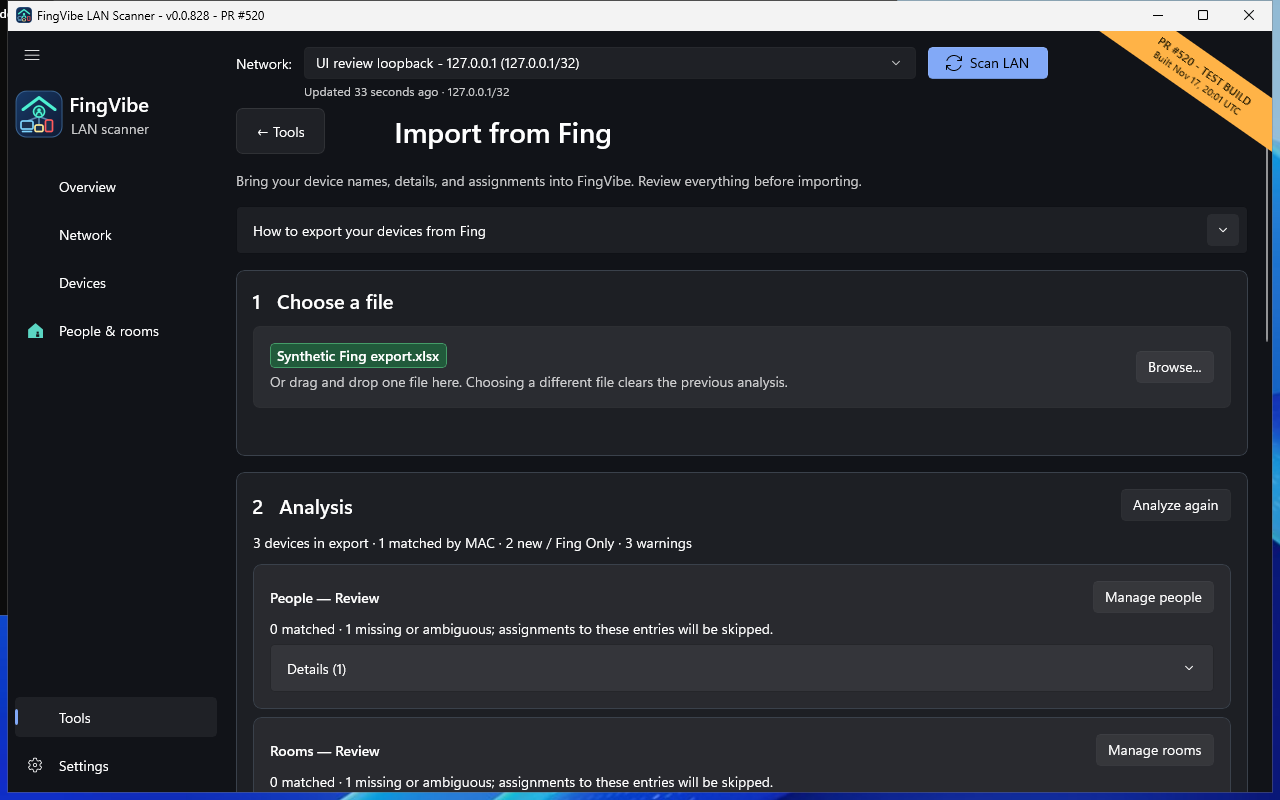 FingVibe LAN Scanner - v0.0.828 - PR #520
Network:
UI review loopback - 127.0.0.1 (127.0.0.1/32)
Scan LAN
Updated 33 seconds ago · 127.0.0.1/32
PR #520 - TEST BUILD
Built Nov 17, 20:01 UTC
FingVibe
LAN scanner
Overview
Network
Devices
People & rooms
Tools
Settings
← Tools
Import from Fing
Bring your device names, details, and assignments into FingVibe. Review everything before importing.
How to export your devices from Fing
1 Choose a file
Synthetic Fing export.xlsx
Or drag and drop one file here. Choosing a different file clears the previous analysis.
Browse...
2 Analysis
Analyze again
3 devices in export · 1 matched by MAC · 2 new / Fing Only · 3 warnings
People — Review
Manage people
0 matched · 1 missing or ambiguous; assignments to these entries will be skipped.
Details (1)
Rooms — Review
Manage rooms
0 matched · 1 missing or ambiguous; assignments to these entries will be skipped.